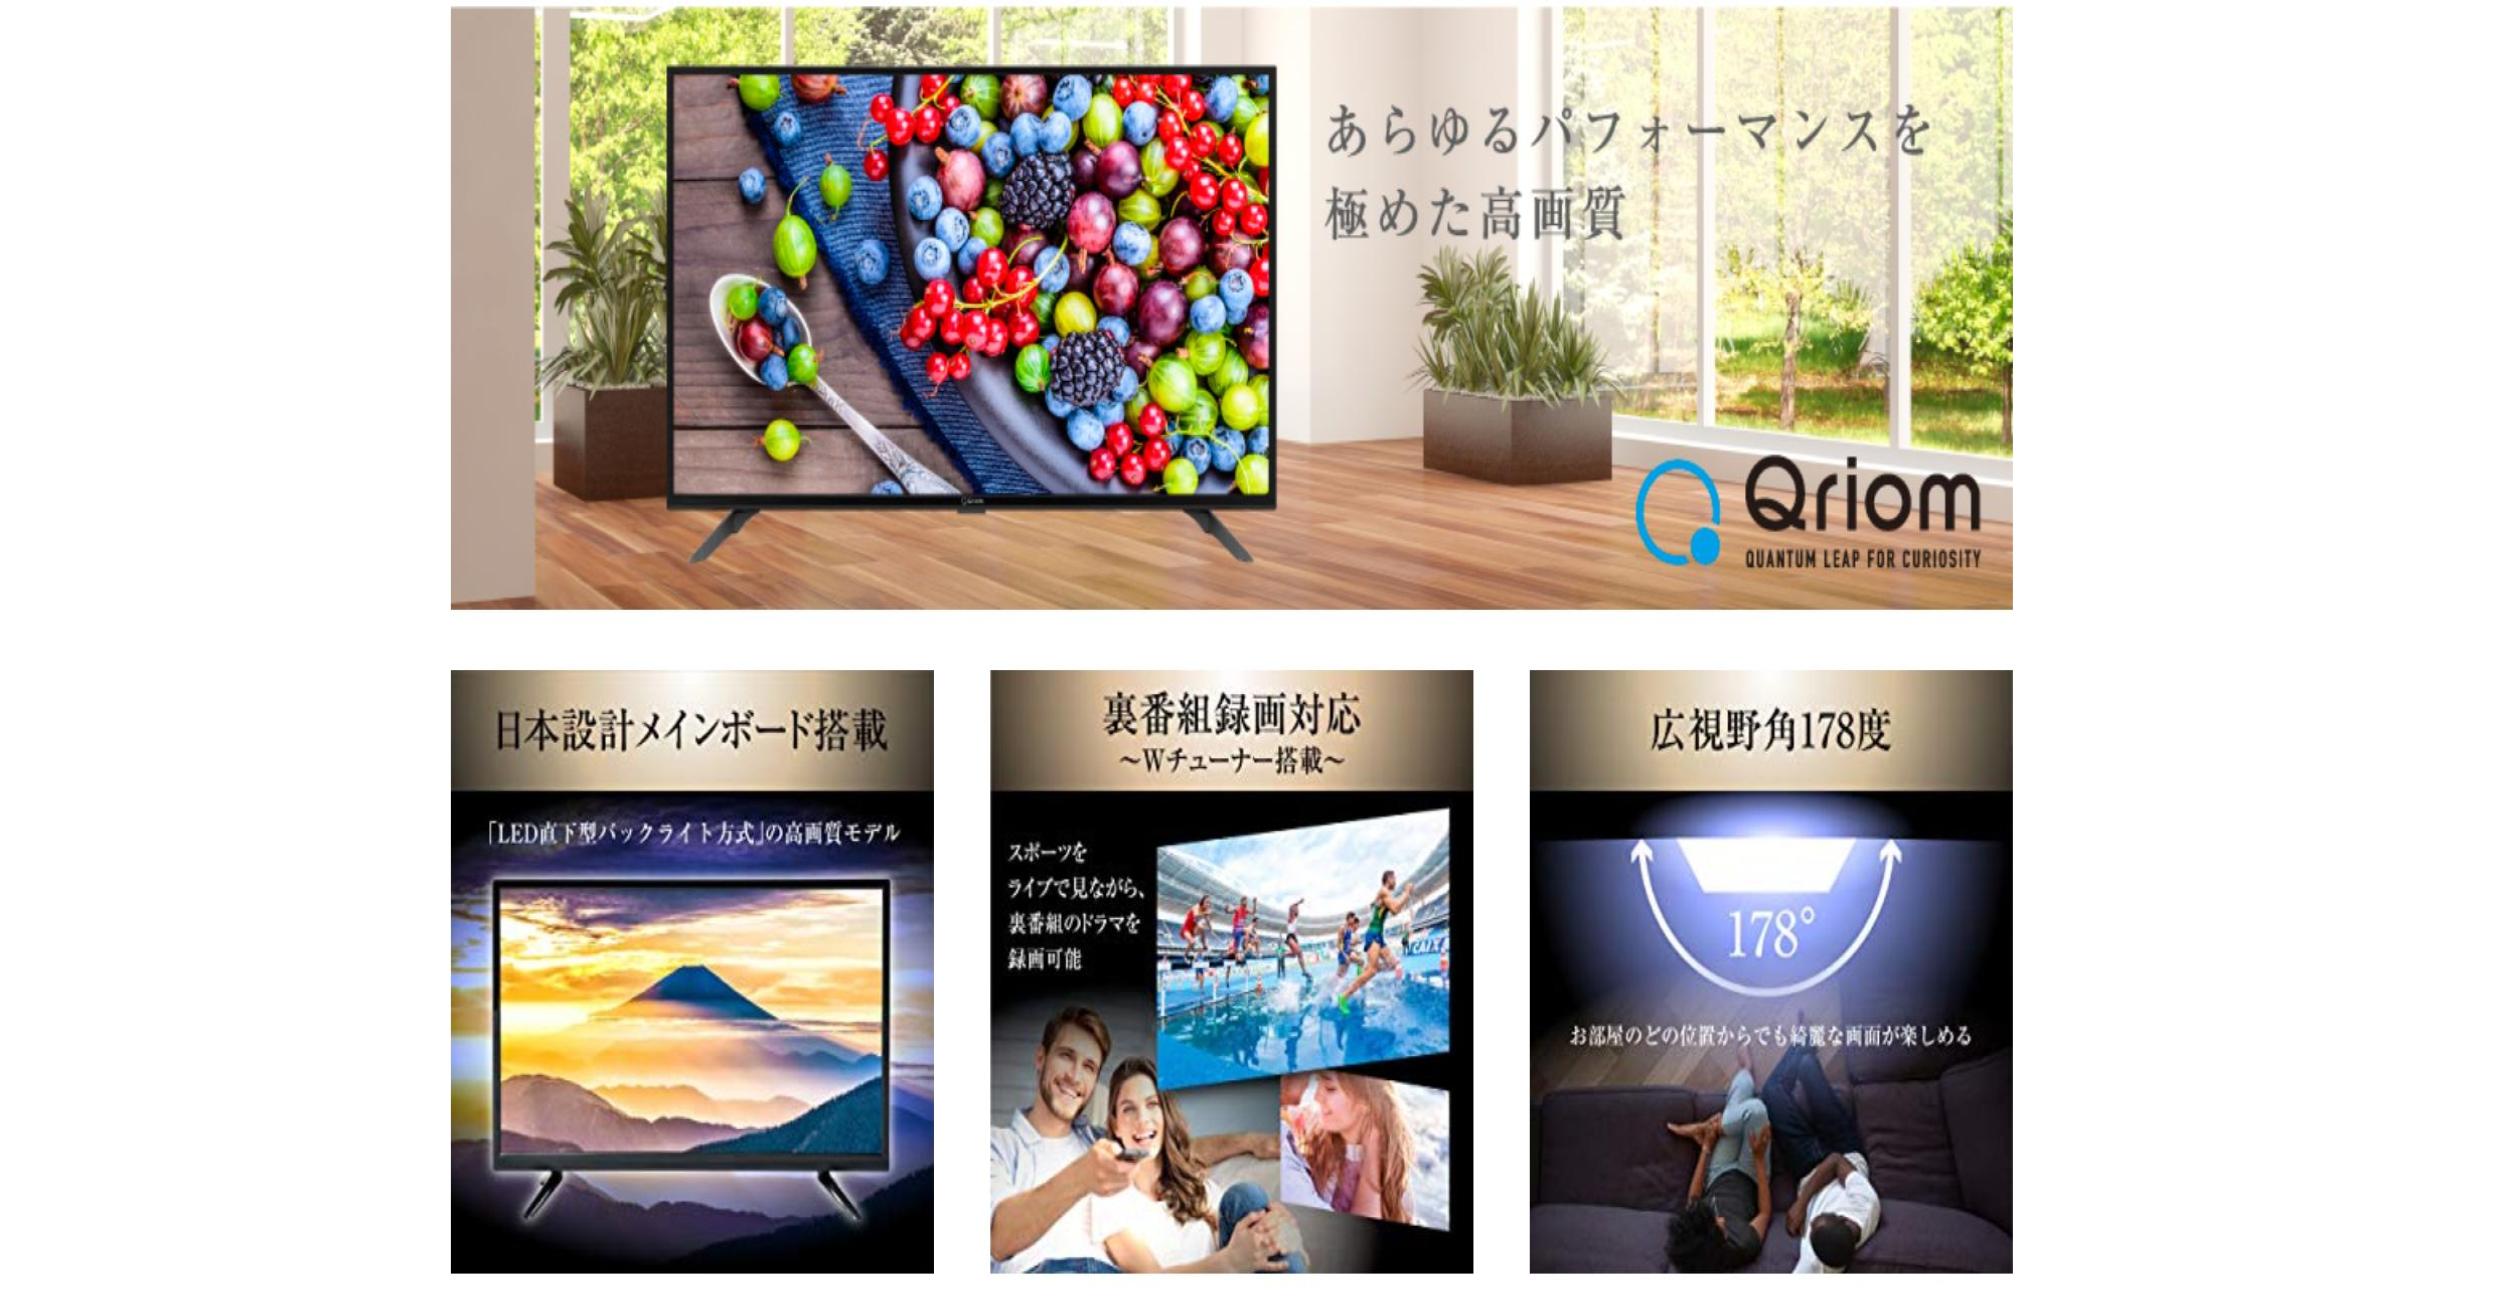 あらゆるパフォーマンスを
極めた高画質
Qriom
QUANTUM LEAP FOR CURIOSITY
日本設計メインボード搭載
「LED直下型バックライト方式」の高画質モデル
裏番組録画対応
～Wチューナー搭載～
スポーツを
ライブで見ながら、
裏番組のドラマを
録画可能
広視野角178度
178°
お部屋のどの位置からでも綺麗な画面が楽しめる